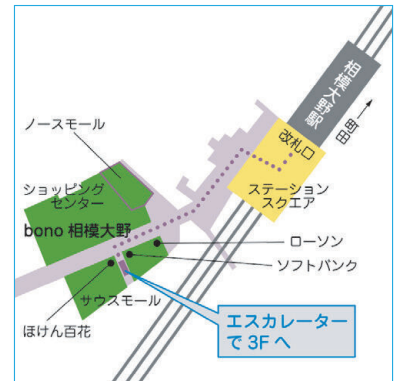 相模大野駅
町田
改札口
ノースモール
ステーション
スクエア
ショッピング
センター
bono 相模大野
ローソン
ソフトバンク
サウスモール
ほけん百花
エスカレーター
で 3F へ